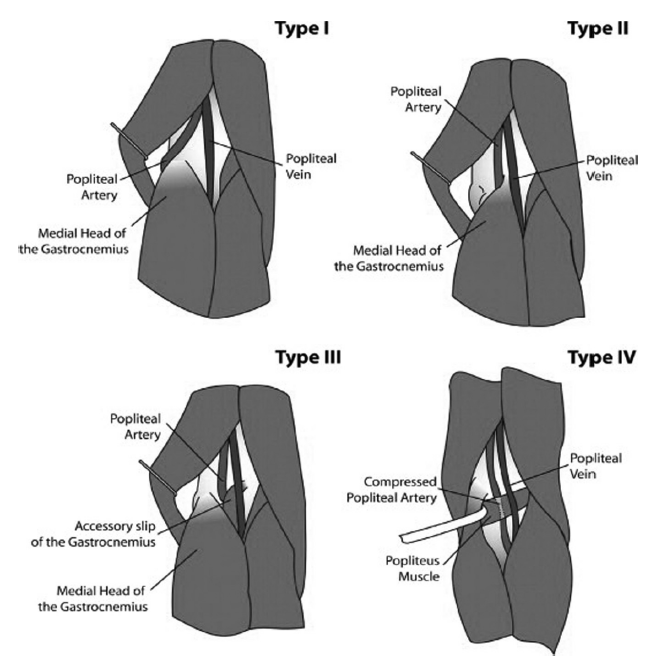 Type I
Popliteal
Artery
Popliteal
Vein
Medial Head of
the Gastrocnemius
Type II
Popliteal
Artery
Popliteal
Vein
Medial Head of
the Gastrocnemius
Type III
Popliteal
Artery
Accessory slip
of the Gastrocnemius
Medial Head of
the Gastrocnemius
Type IV
Popliteal
Vein
Compressed
Popliteal Artery
Popliteus
Muscle